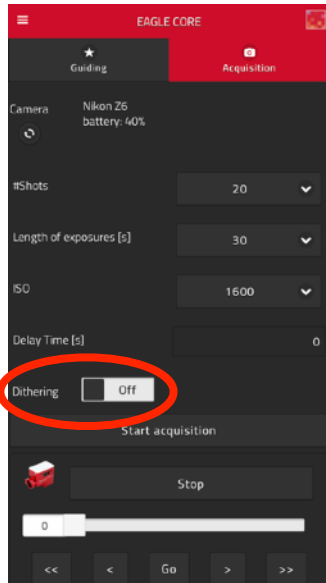 EAGLE CORE
Guiding
Acquisition
Camera
Nikon Z6
battery: 40%
#Shots
20
Length of exposures [s]
30
ISO
1600
Delay Time [s]
0
Dithering
Off
Start acquisition
Stop
0
<<
<
Go
>
>>